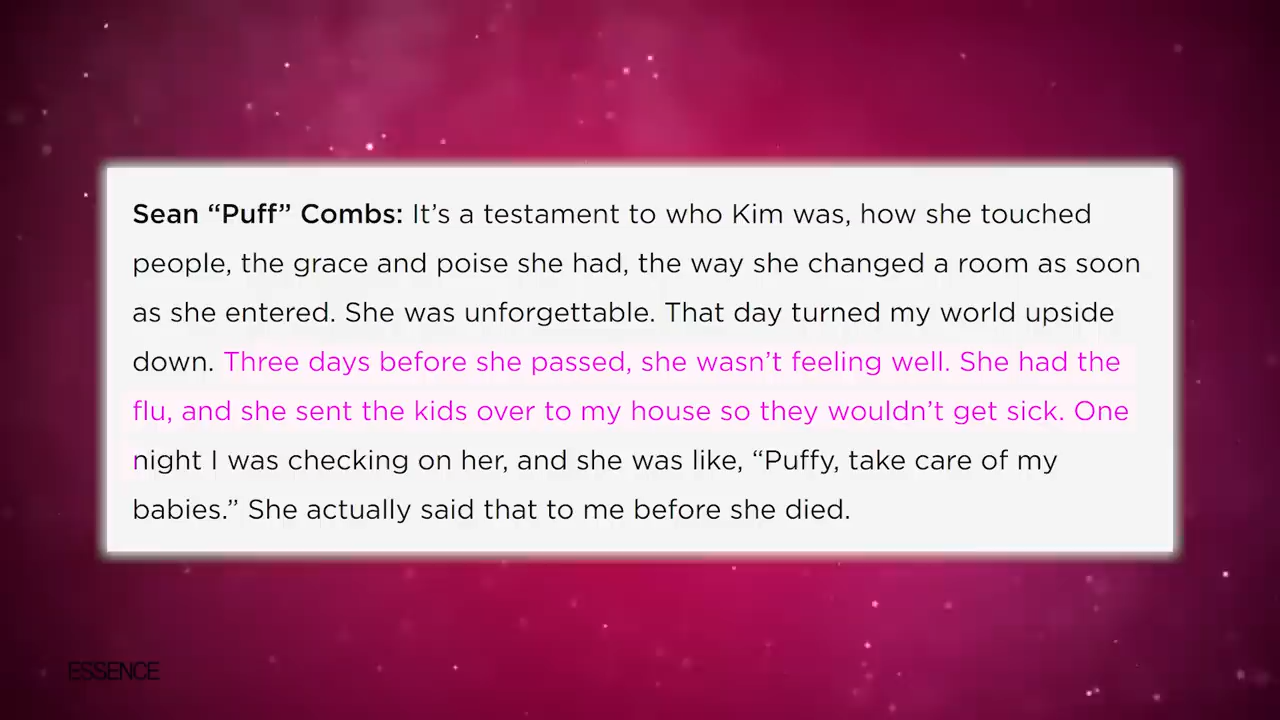 Sean “Puff” Combs: It’s a testament to who Kim was, how she touched
people, the grace and poise she had, the way she changed a room as soon
as she entered. She was unforgettable. That day turned my world upside
down. Three days before she passed, she wasn’t feeling well. She had the
flu, and she sent the kids over to my house so they wouldn’t get sick. One
night I was checking on her, and she was like, “Puffy, take care of my
babies.” She actually said that to me before she died.
ESSENCE